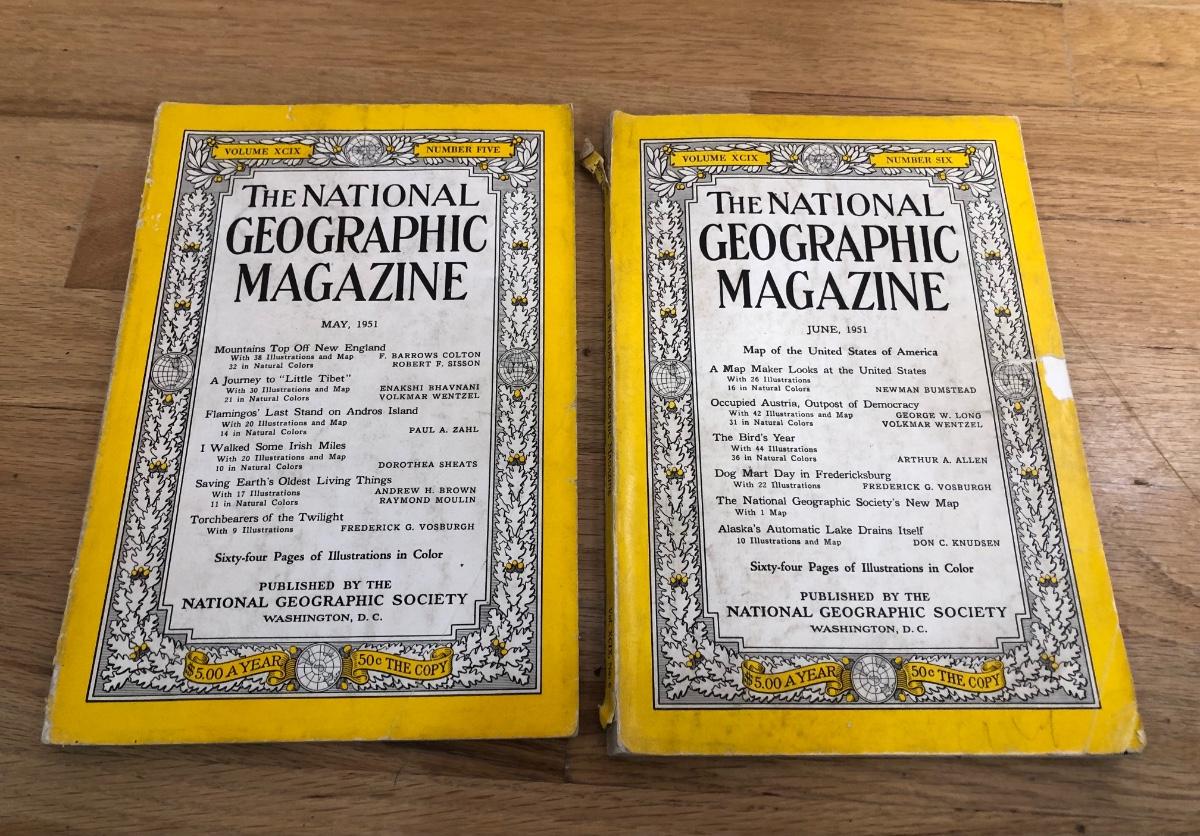 VOLUME XCIX
NUMBER FIVE
THE NATIONAL
GEOGRAPHIC
MAGAZINE
MAY, 1951
Mountains Top Off New England
With 38 Illustrations and Map
F. BARROWS COLTON
32 in Natural Colors
ROBERT F. SISSON
A Journey to "Little Tibet"
With 30 Illustrations and Map
ENAKSHI BHAVNANI
21 in Natural Colors
VOLKMAR WENTZEL
Flamingos' Last Stand on Andros Island
With 20 Illustrations and Map
14 in Natural Colors
PAUL A. ZAHL
I Walked Some Irish Miles
With 20 Illustrations and Map
10 in Natural Colors
DOROTHEA SHEATS
Saving Earth's Oldest Living Things
With 17 Illustrations
ANDREW H. BROWN
11 in Natural Colors
RAYMOND MOULIN
Torchbearers of the Twilight
With 9 Illustrations
FREDERICK G. VOSBURGH
Sixty-four Pages of Illustrations in Color
PUBLISHED BY THE
NATIONAL GEOGRAPHIC SOCIETY
WASHINGTON, D. C.
$5.00 A YEAR
50c THE COPY
VOLUME XCIX
NUMBER SIX
THE NATIONAL
GEOGRAPHIC
MAGAZINE
JUNE, 1951
Map of the United States of America
A Map Maker Looks at the United States
With 26 Illustrations
16 in Natural Colors
NEWMAN BUMSTEAD
Occupied Austria, Outpost of Democracy
With 42 Illustrations and Map
GEORGE W. LONG
31 in Natural Colors
VOLKMAR WENTZEL
The Bird's Year
With 44 Illustrations
36 in Natural Colors
ARTHUR A. ALLEN
Dog Mart Day in Fredericksburg
With 22 Illustrations
FREDERICK G. VOSBURGH
The National Geographic Society's New Map
With 1 Map
Alaska's Automatic Lake Drains Itself
10 Illustrations and Map
DON C. KNUDSEN
Sixty-four Pages of Illustrations in Color
PUBLISHED BY THE
NATIONAL GEOGRAPHIC SOCIETY
WASHINGTON, D. C.
$5.00 A YEAR
50c THE COPY